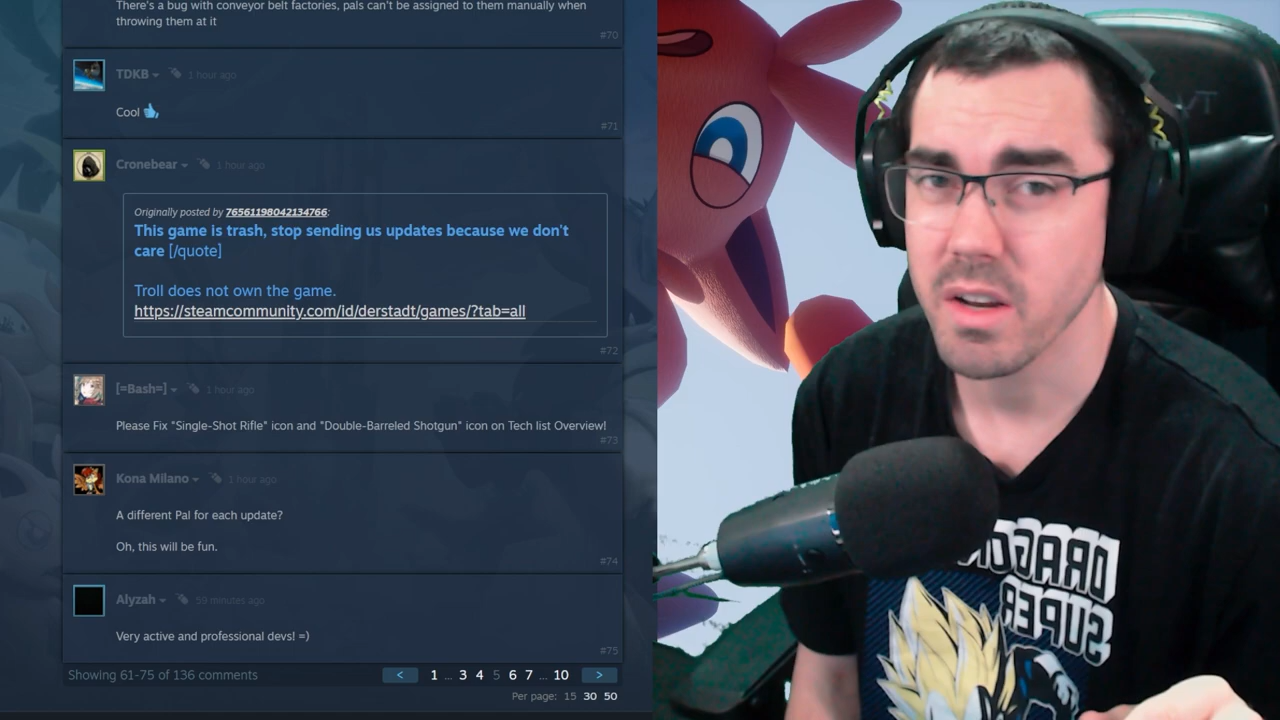 There's a bug with conveyor belt factories, pals can't be assigned to them manually when
throwing them at it
#70
TDKB
1 hour ago
Cool
#71
Cronebear
1 hour ago
Originally posted by 76561198042134766:
This game is trash, stop sending us updates because we don't
care [/quote]
Troll does not own the game.
https://steamcommunity.com/id/derstadt/games/?tab=all
#72
[=Bash=]
1 hour ago
Please Fix "Single-Shot Rifle" icon and "Double-Barreled Shotgun" icon on Tech list Overview!
#73
Kona Milano
1 hour ago
A different Pal for each update?
Oh, this will be fun.
#74
Alyzah
59 minutes ago
Very active and professional devs! =)
#75
Showing 61-75 of 136 comments
< 1 ... 3 4 5 6 7 ... 10 >
Per page: 15 30 50
DRAGON
SUPER